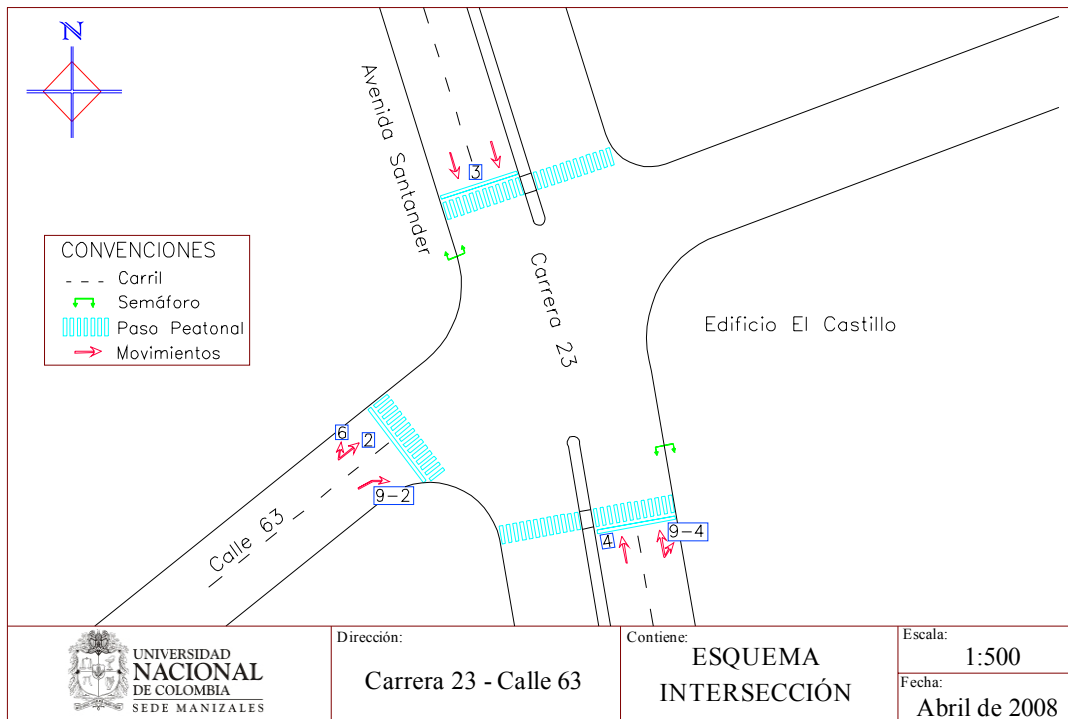 N
Avenida Santander
3
CONVENCIONES
Carril
Semáforo
Paso Peatonal
Movimientos
Carrera 23
Edificio El Castillo
6
2
9-2
Calle 63
4
9-4
UNIVERSIDAD
NACIONAL
DE COLOMBIA
SEDE MANIZALES
Dirección:
Carrera 23 - Calle 63
Contiene:
ESQUEMA
INTERSECCIÓN
Escala:
1:500
Fecha:
Abril de 2008